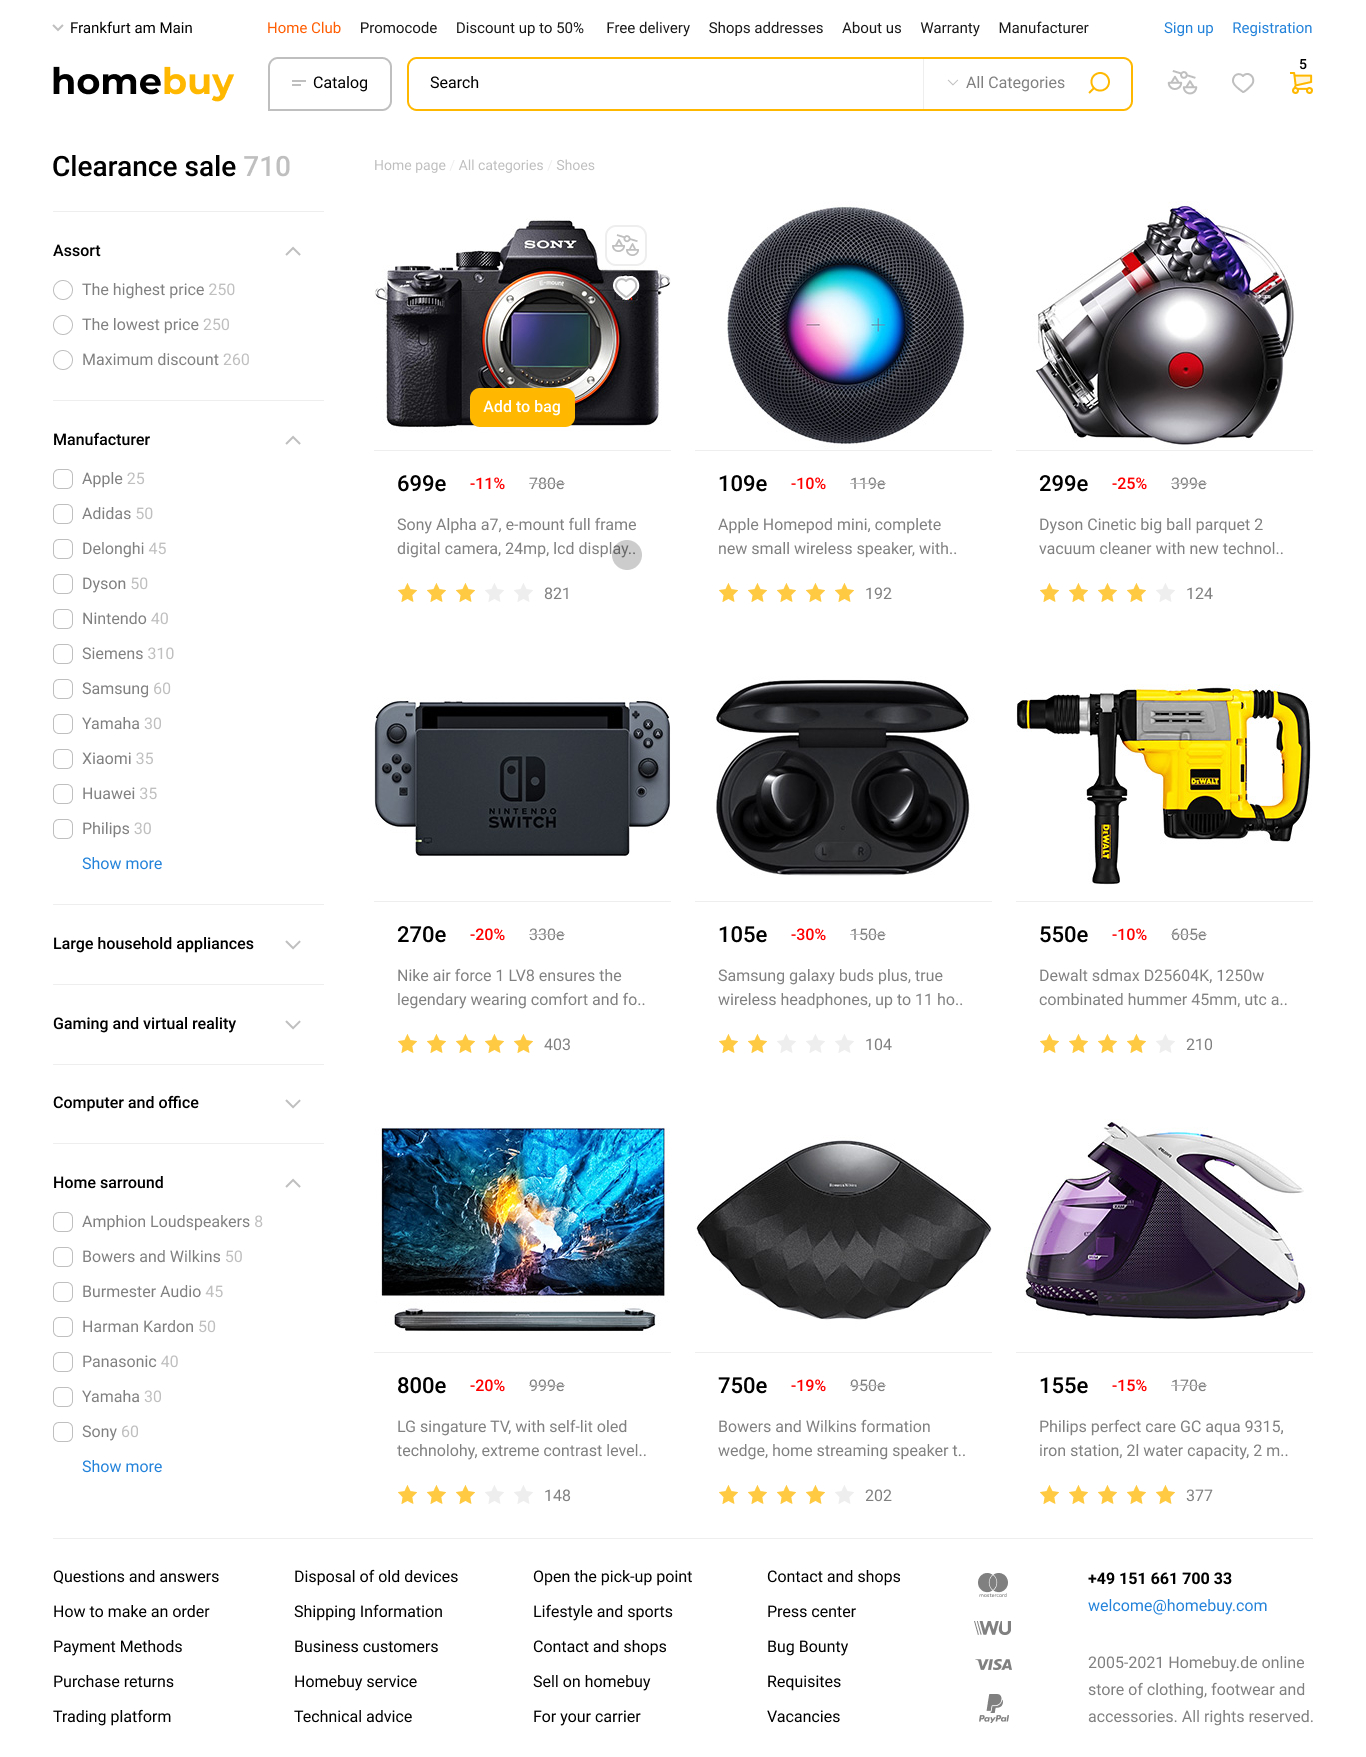 Frankfurt am Main
Home Club Promocode Discount up to 50% Free delivery Shops addresses About us Warranty Manufacturer
Sign up Registration
homebuy
Catalog
Search
All Categories
5
Clearance sale 710
Home page / All categories / Shoes
Assort
The highest price 250
The lowest price 250
Maximum discount 260
Manufacturer
Apple 25
Adidas 50
Delonghi 45
Dyson 50
Nintendo 40
Siemens 310
Samsung 60
Yamaha 30
Xiaomi 35
Huawei 35
Philips 30
Show more
Large household appliances
Gaming and virtual reality
Computer and office
Home sarround
Amphion Loudspeakers 8
Bowers and Wilkins 50
Burmester Audio 45
Harman Kardon 50
Panasonic 40
Yamaha 30
Sony 60
Show more
SONY
E-mount
Add to bag
699e -11% 780e
Sony Alpha a7, e-mount full frame
digital camera, 24mp, lcd display..
821
109e -10% 119e
Apple Homepod mini, complete
new small wireless speaker, with..
192
299e -25% 399e
Dyson Cinetic big ball parquet 2
vacuum cleaner with new technol..
124
NINTENDO
SWITCH
270e -20% 330e
Nike air force 1 LV8 ensures the
legendary wearing comfort and fo..
403
L R
105e -30% 150e
Samsung galaxy buds plus, true
wireless headphones, up to 11 ho..
104
DEWALT
DEWALT
550e -10% 605e
Dewalt sdmax D25604K, 1250w
combinated hummer 45mm, utc a..
210
800e -20% 999e
LG singature TV, with self-lit oled
technolohy, extreme contrast level..
148
Bowers & Wilkins
750e -19% 950e
Bowers and Wilkins formation
wedge, home streaming speaker t..
202
155e -15% 170e
Philips perfect care GC aqua 9315,
iron station, 2l water capacity, 2 m..
377
Questions and answers
How to make an order
Payment Methods
Purchase returns
Trading platform
Disposal of old devices
Shipping Information
Business customers
Homebuy service
Technical advice
Open the pick-up point
Lifestyle and sports
Contact and shops
Sell on homebuy
For your carrier
Contact and shops
Press center
Bug Bounty
Requisites
Vacancies
mastercard
WU
VISA
PayPal
+49 151 661 700 33
welcome@homebuy.com
2005-2021 Homebuy.de online
store of clothing, footwear and
accessories. All rights reserved.